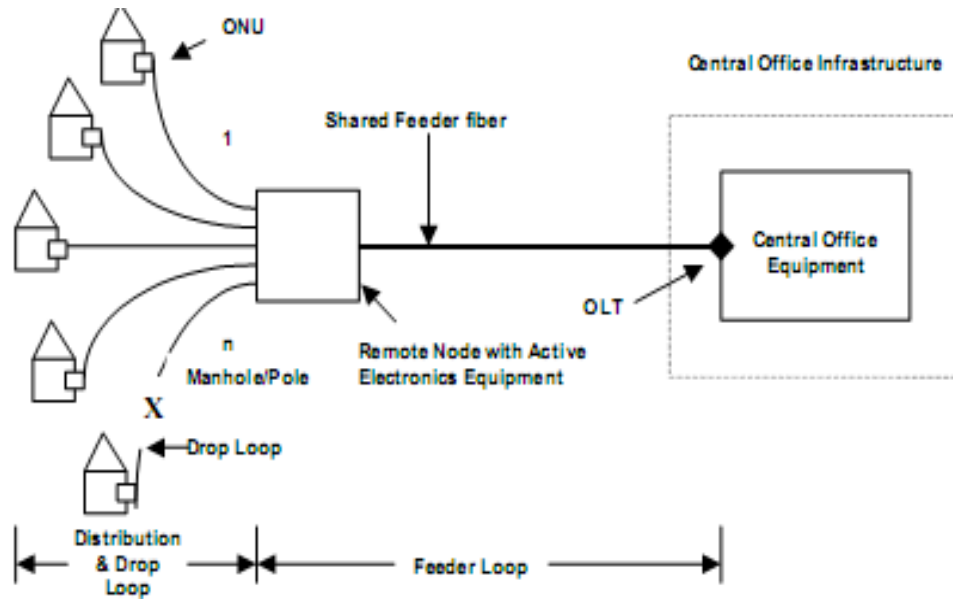 ONU
Central Office Infrastructure
Shared Feeder fiber
1
Central Office
Equipment
OLT
n
Manhole/Pole
Remote Node with Active
Electronics Equipment
X
Drop Loop
Distribution
& Drop
Loop
Feeder Loop